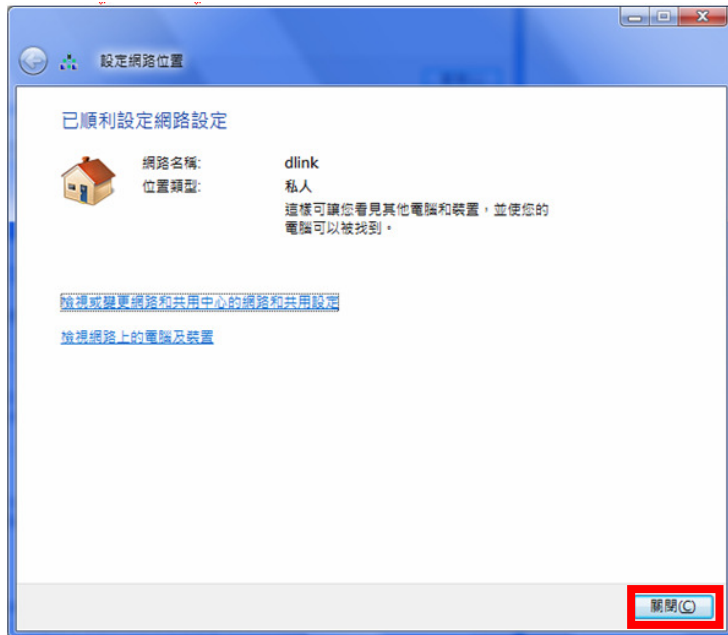 設定網路位置
已順利設定網路設定
網路名稱: dlink
位置類型: 私人
這樣可讓您看見其他電腦和裝置，並使您的
電腦可以被找到。
檢視或變更網路和共用中心的網路和共用設定
檢視網路上的電腦及裝置
關閉(C)